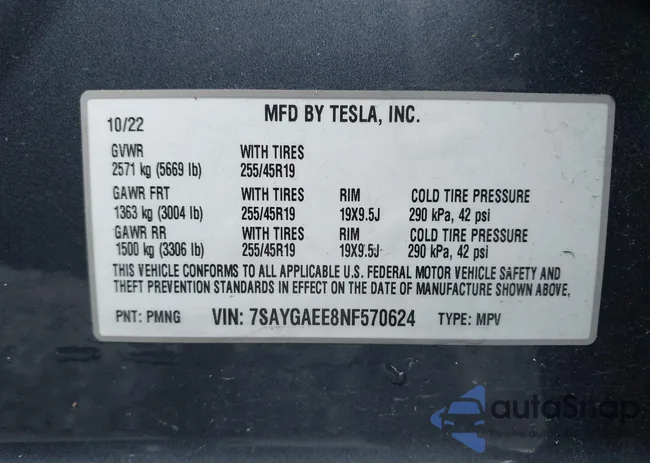 MFD BY TESLA, INC.
10/22
GVWR WITH TIRES
2571 kg (5669 lb) 255/45R19
GAWR FRT WITH TIRES RIM COLD TIRE PRESSURE
1363 kg (3004 lb) 255/45R19 19X9.5J 290 kPa, 42 psi
GAWR RR WITH TIRES RIM COLD TIRE PRESSURE
1500 kg (3306 lb) 255/45R19 19X9.5J 290 kPa, 42 psi
THIS VEHICLE CONFORMS TO ALL APPLICABLE U.S. FEDERAL MOTOR VEHICLE SAFETY AND
THEFT PREVENTION STANDARDS IN EFFECT ON THE DATE OF MANUFACTURE SHOWN ABOVE.
PNT: PMNG VIN: 7SAYGAEE8NF570624 TYPE: MPV
autoSnap